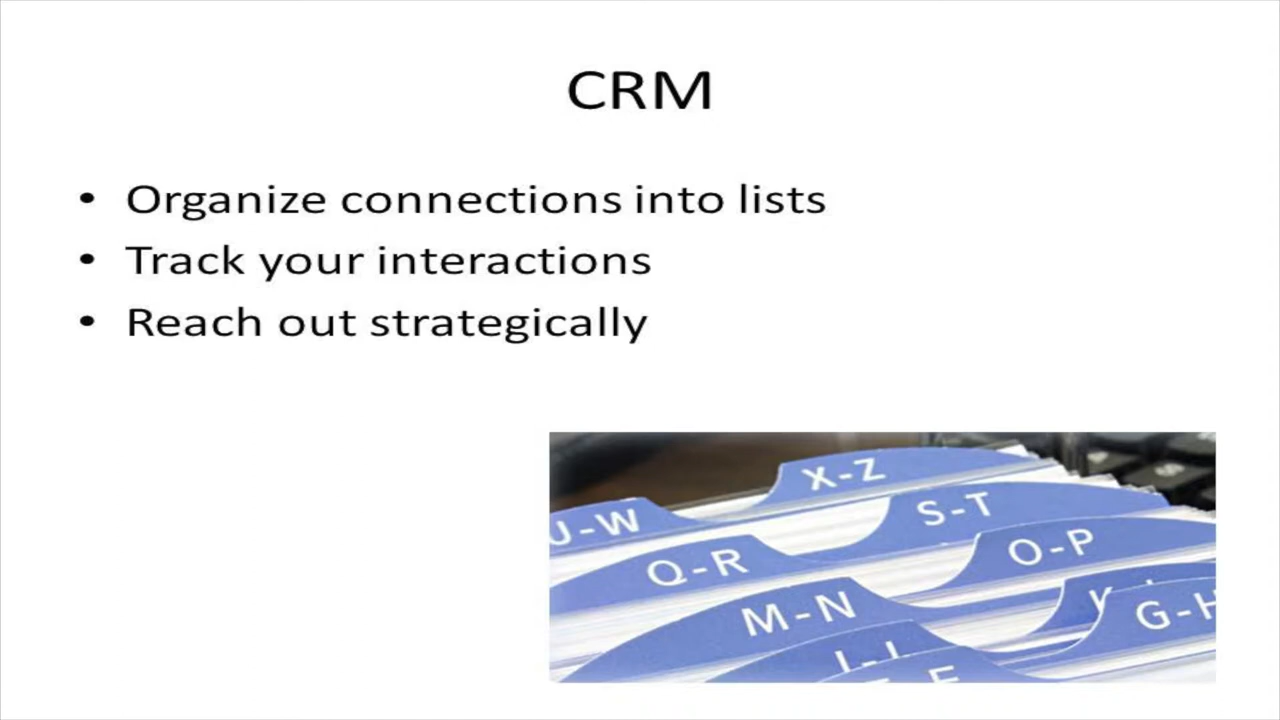 CRM
• Organize connections into lists
• Track your interactions
• Reach out strategically
X-Z
U-W
S-T
Q-R
O-P
M-N
G-H